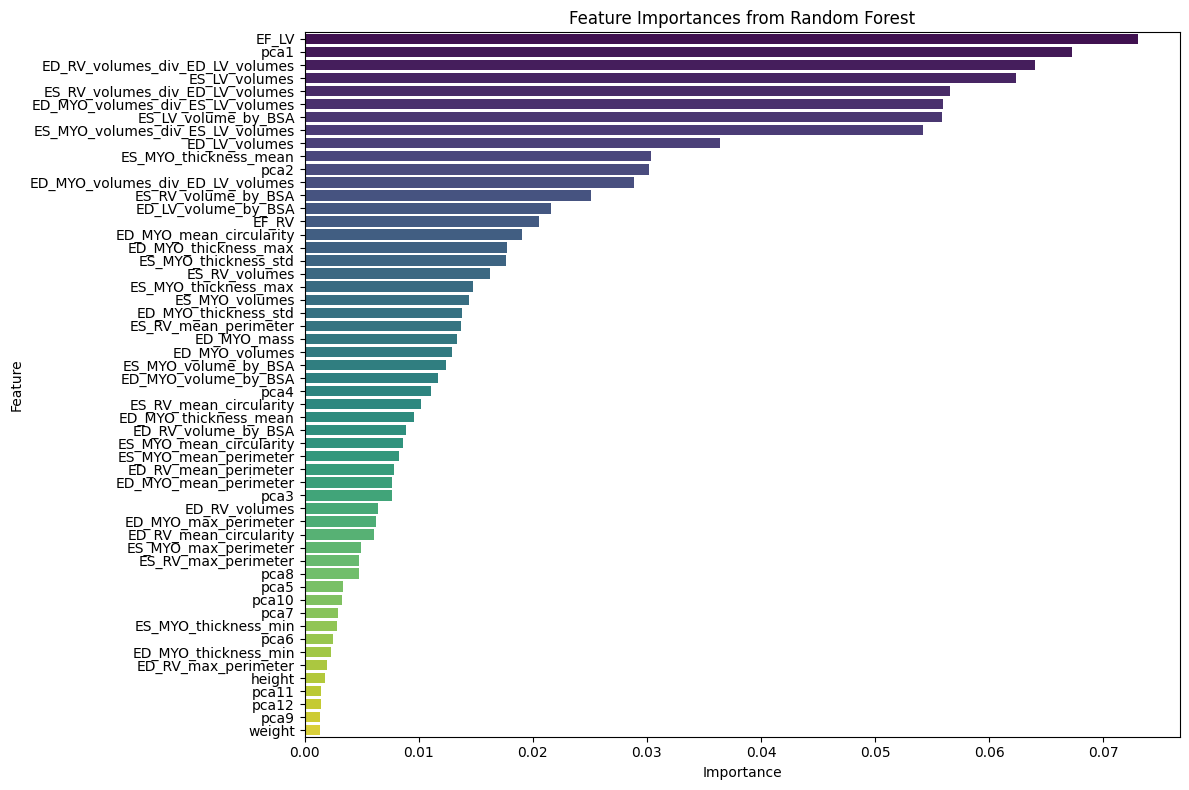 Feature Importances from Random Forest
EF_LV
pca1
ED_RV_volumes_div_ED_LV_volumes
ES_LV_volumes
ES_RV_volumes_div_ED_LV_volumes
ED_MYO_volumes_div_ES_LV_volumes
ES_LV_volume_by_BSA
ES_MYO_volumes_div_ES_LV_volumes
ED_LV_volumes
ES_MYO_thickness_mean
pca2
ED_MYO_volumes_div_ED_LV_volumes
ES_RV_volume_by_BSA
ED_LV_volume_by_BSA
EF_RV
ED_MYO_mean_circularity
ED_MYO_thickness_max
ES_MYO_thickness_std
ES_RV_volumes
ES_MYO_thickness_max
ES_MYO_volumes
ED_MYO_thickness_std
ES_RV_mean_perimeter
ED_MYO_mass
ED_MYO_volumes
ES_MYO_volume_by_BSA
ED_MYO_volume_by_BSA
pca4
ES_RV_mean_circularity
ED_MYO_thickness_mean
ED_RV_volume_by_BSA
ES_MYO_mean_circularity
ES_MYO_mean_perimeter
ED_RV_mean_perimeter
ED_MYO_mean_perimeter
pca3
ED_RV_volumes
ED_MYO_max_perimeter
ED_RV_mean_circularity
ES_MYO_max_perimeter
ES_RV_max_perimeter
pca8
pca5
pca10
pca7
ES_MYO_thickness_min
pca6
ED_MYO_thickness_min
ED_RV_max_perimeter
height
pca11
pca12
pca9
weight
Feature
0.00 0.01 0.02 0.03 0.04 0.05 0.06 0.07
Importance